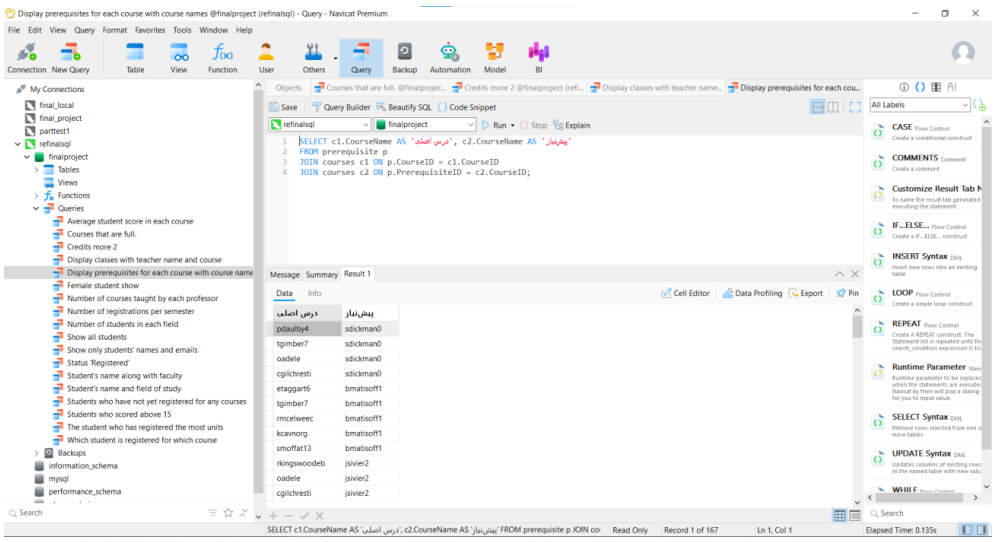 Display prerequisites for each course with course names @finalproject (refinalsql) - Query - Navicat Premium
File Edit View Query Format Favorites Tools Window Help
Connection New Query Table View Function User Others Query Backup Automation Model BI
My Connections
final_local
final_project
parttest1
refinalsql
finalproject
Tables
Views
Functions
Queries
Average student score in each course
Courses that are full.
Credits more 2
Display classes with teacher name and course
Display prerequisites for each course with course name
Female student show
Number of courses taught by each professor
Number of registrations per semester
Number of students in each field
Show all students
Show only students' names and emails
Status 'Registered'
Student's name along with faculty
Student's name and field of study
Students who have not yet registered for any courses
Students who scored above 15
The student who has registered the most units
Which student is registered for which course
Backups
information_schema
mysql
performance_schema
Search
Objects Courses that are full. @finalprojec... Credits more 2 @finalproject (refi... Display classes with teacher name... Display prerequisites for each cou...
Save Query Builder Beautify SQL () Code Snippet
refinalsql finalproject Run Stop Explain
1 SELECT c1.CourseName AS 'درس اصلی', c2.CourseName AS 'پیش‌نیاز'
2 FROM prerequisite p
3 JOIN courses c1 ON p.CourseID = c1.CourseID
4 JOIN courses c2 ON p.PrerequisiteID = c2.CourseID;
Message Summary Result 1
Data Info Cell Editor Data Profiling Export Pin
درس اصلی پیش‌نیاز
pdaulby4 sdickman0
tgimber7 sdickman0
oadele sdickman0
cgilchresti sdickman0
etaggart6 bmatisoff1
tgimber7 bmatisoff1
rmcelweec bmatisoff1
kcavnorg bmatisoff1
smoffat13 bmatisoff1
rkingswoodeb jsivier2
oadele jsivier2
cgilchresti jsivier2
SELECT c1.CourseName AS 'درس اصلی', c2.CourseName AS 'پیش‌نیاز' FROM prerequisite p JOIN cou Read Only Record 1 of 167 Ln 1, Col 1 Elapsed Time: 0.135s
All Labels
CASE Flow Control
Create a conditional construct
COMMENTS Comment
Create a comment
Customize Result Tab N
To name the result tab generated
executing the statement.
IF...ELSE... Flow Control
Create a IF...ELSE... construct
INSERT Syntax DML
Insert new rows into an existing
table
LOOP Flow Control
Create a simple loop construct
REPEAT Flow Control
Create A REPEAT construct. The
Statement list is repeated until the
search_condition expression is tru
Runtime Parameter Navi
Runtime parameter to be replaced
when the statements are executed
Navicat by then will pop a dialog
for you to input value.
SELECT Syntax DML
Retrieve rows selected from one o
more tables
UPDATE Syntax DML
Updates columns of existing rows
in the named table with new valu
WHILE Flow Control
Search